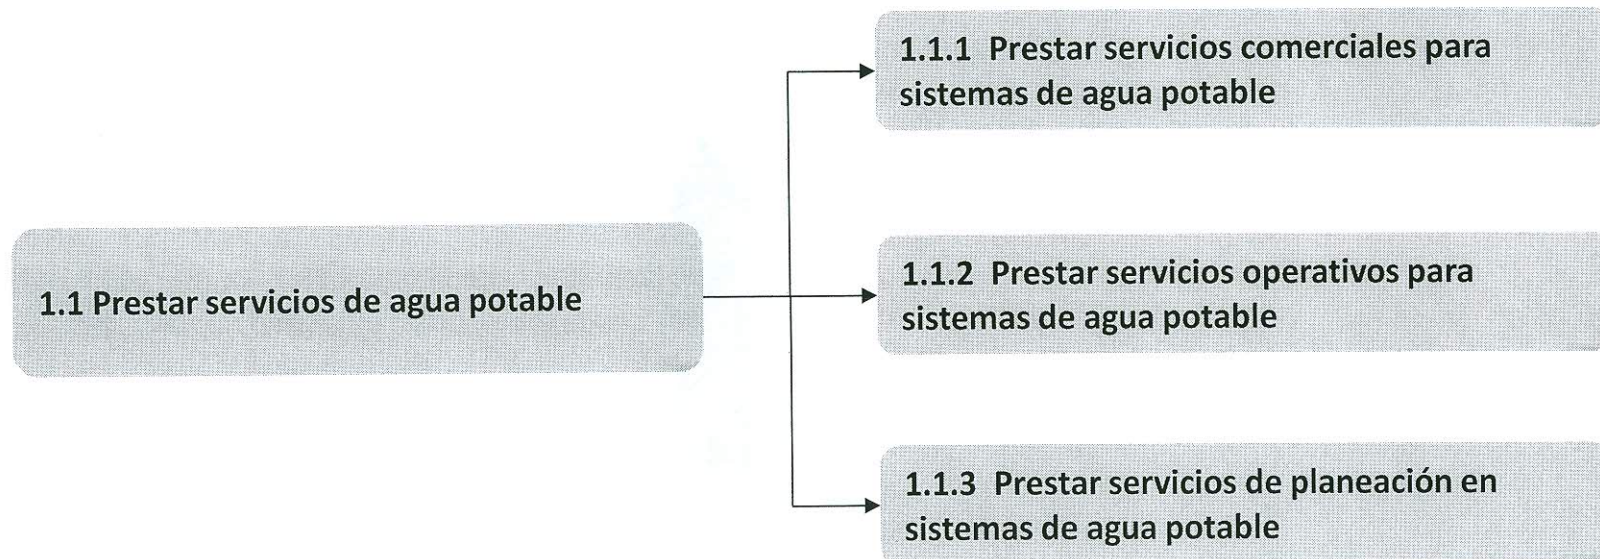 1.1.1 Prestar servicios comerciales para
sistemas de agua potable
1.1 Prestar servicios de agua potable
1.1.2 Prestar servicios operativos para
sistemas de agua potable
1.1.3 Prestar servicios de planeación en
sistemas de agua potable